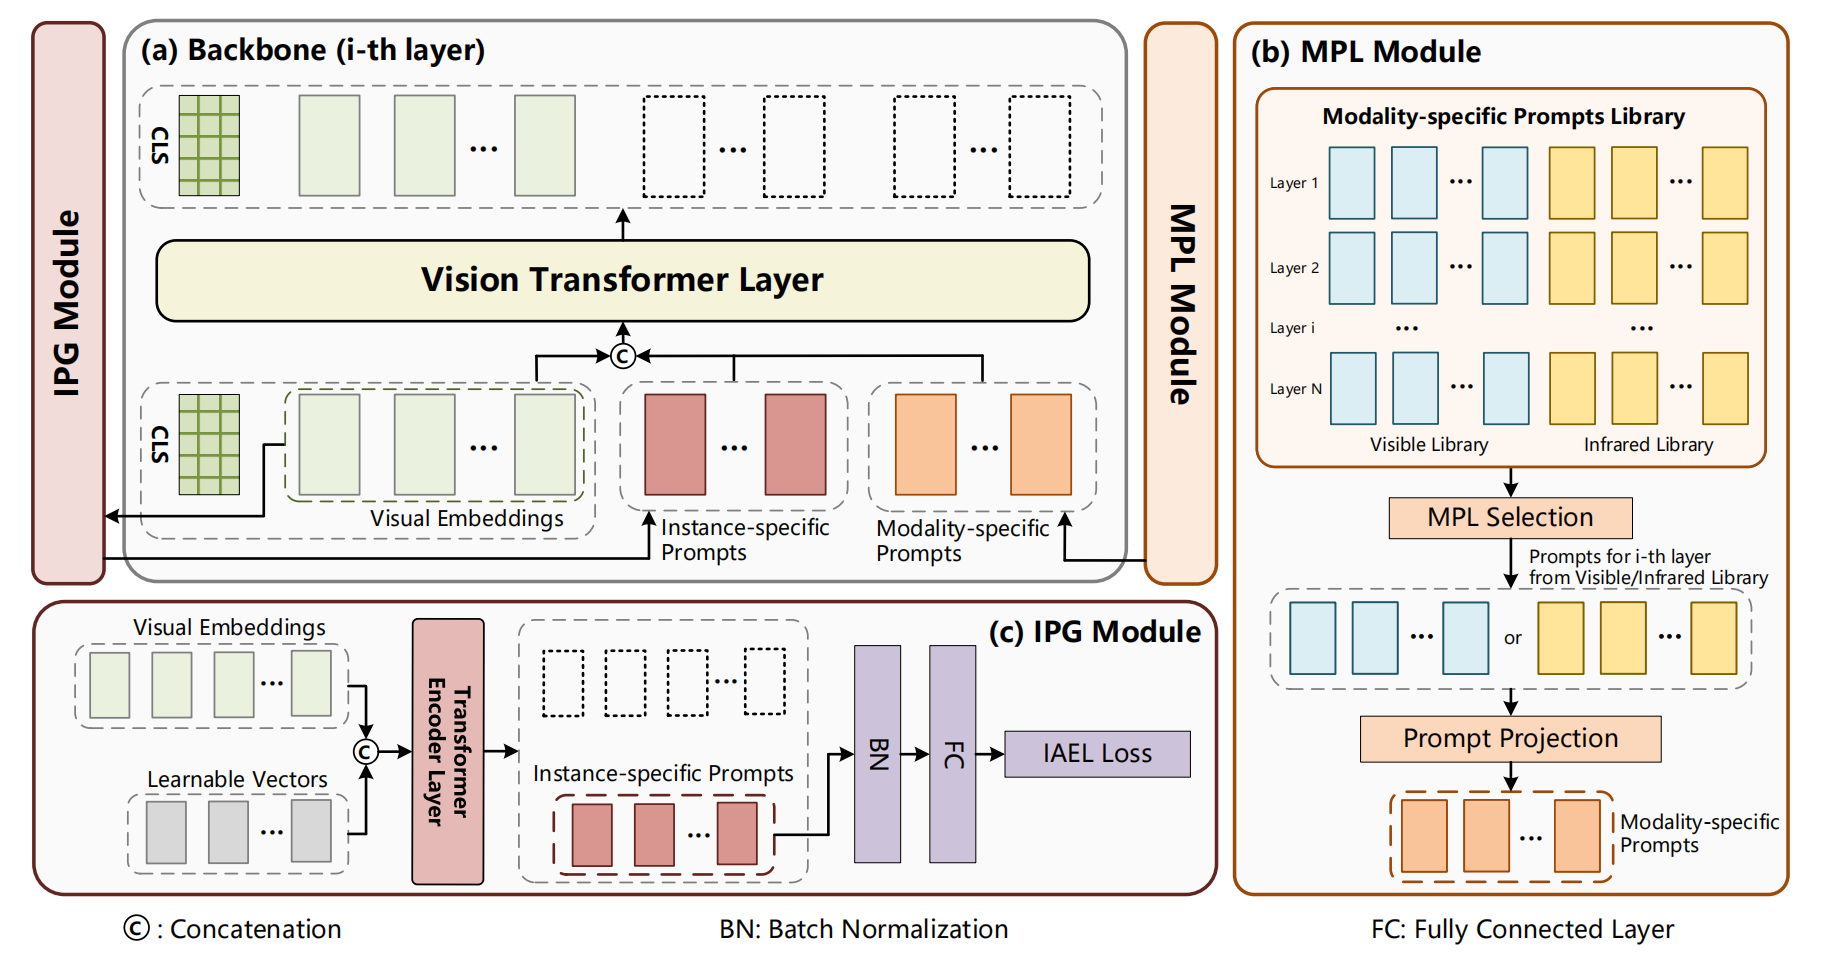 IPG Module
(a) Backbone (i-th layer)
CLS
...
...
...
Vision Transformer Layer
C
CLS
...
...
...
Visual Embeddings
Instance-specific
Prompts
Modality-specific
Prompts
MPL Module
(b) MPL Module
Modality-specific Prompts Library
Layer 1
...
...
Layer 2
...
...
Layer i
...
...
Layer N
...
...
Visible Library
Infrared Library
MPL Selection
Prompts for i-th layer
from Visible/Infrared Library
...
or
...
Prompt Projection
...
Modality-specific
Prompts
(c) IPG Module
Visual Embeddings
...
C
Learnable Vectors
...
Transformer
Encoder Layer
...
Instance-specific Prompts
...
BN
FC
IAEL Loss
C : Concatenation
BN: Batch Normalization
FC: Fully Connected Layer